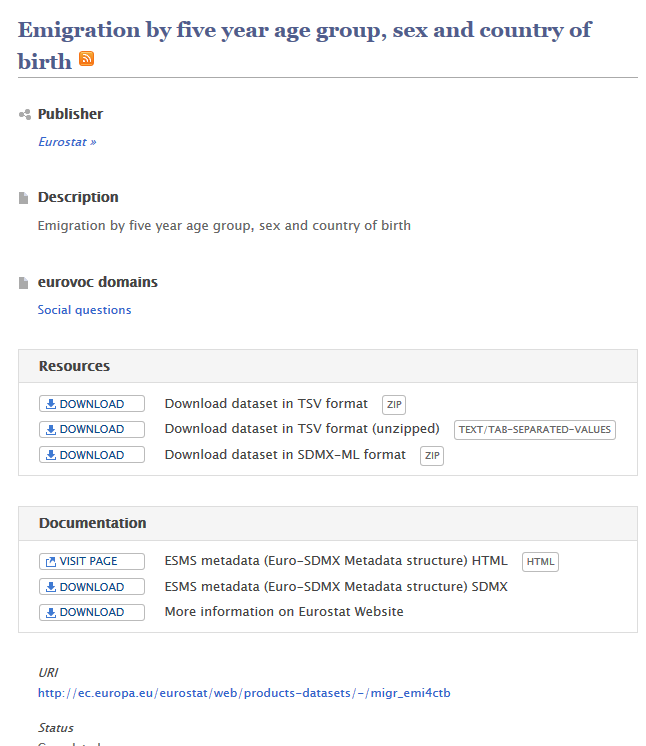 Emigration by five year age group, sex and country of
birth
Publisher
Eurostat »
Description
Emigration by five year age group, sex and country of birth
eurovoc domains
Social questions
Resources
DOWNLOAD Download dataset in TSV format ZIP
DOWNLOAD Download dataset in TSV format (unzipped) TEXT/TAB-SEPARATED-VALUES
DOWNLOAD Download dataset in SDMX-ML format ZIP
Documentation
VISIT PAGE ESMS metadata (Euro-SDMX Metadata structure) HTML HTML
DOWNLOAD ESMS metadata (Euro-SDMX Metadata structure) SDMX
DOWNLOAD More information on Eurostat Website
URI
http://ec.europa.eu/eurostat/web/products-datasets/-/migr_emi4ctb
Status